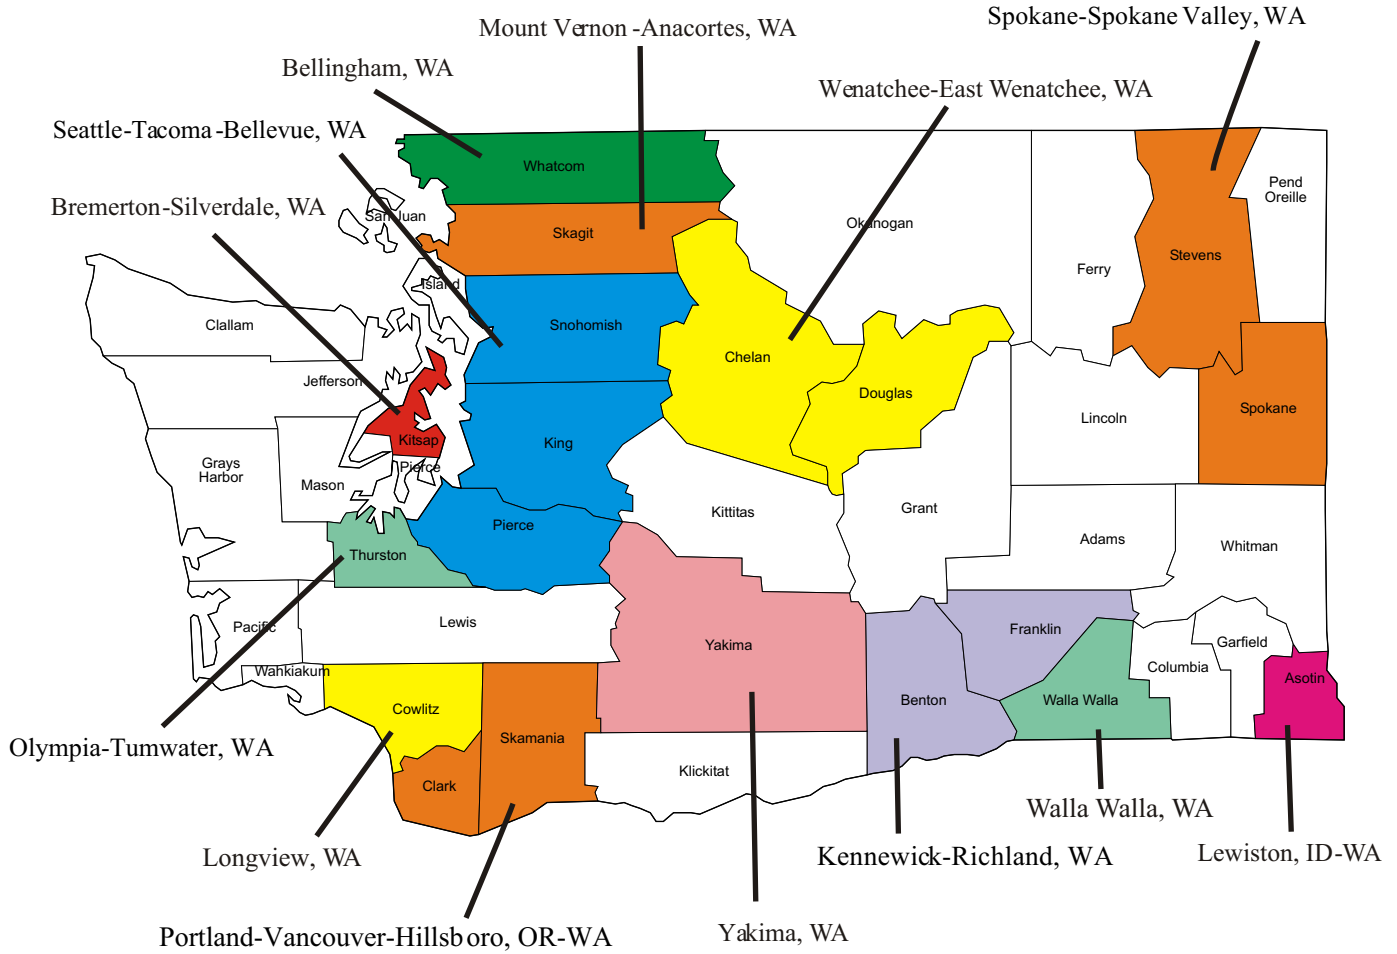 Spokane-Spokane Valley, WA
Mount Vernon-Anacortes, WA
Bellingham, WA
Wenatchee-East Wenatchee, WA
Seattle-Tacoma-Bellevue, WA
Bremerton-Silverdale, WA
Whatcom
San Juan
Skagit
Okanogan
Pend
Oreille
Stevens
Ferry
Island
Clallam
Snohomish
Chelan
Jefferson
Douglas
Spokane
Lincoln
Kitsap
King
Pierce
Grays
Harbor
Mason
Grant
Kittitas
Pierce
Adams
Whitman
Thurston
Lewis
Pacific
Franklin
Yakima
Garfield
Columbia
Wahkiakum
Asotin
Benton
Walla Walla
Cowlitz
Skamania
Klickitat
Clark
Olympia-Tumwater, WA
Walla Walla, WA
Longview, WA
Kennewick-Richland, WA
Lewiston, ID-WA
Portland-Vancouver-Hillsboro, OR-WA
Yakima, WA